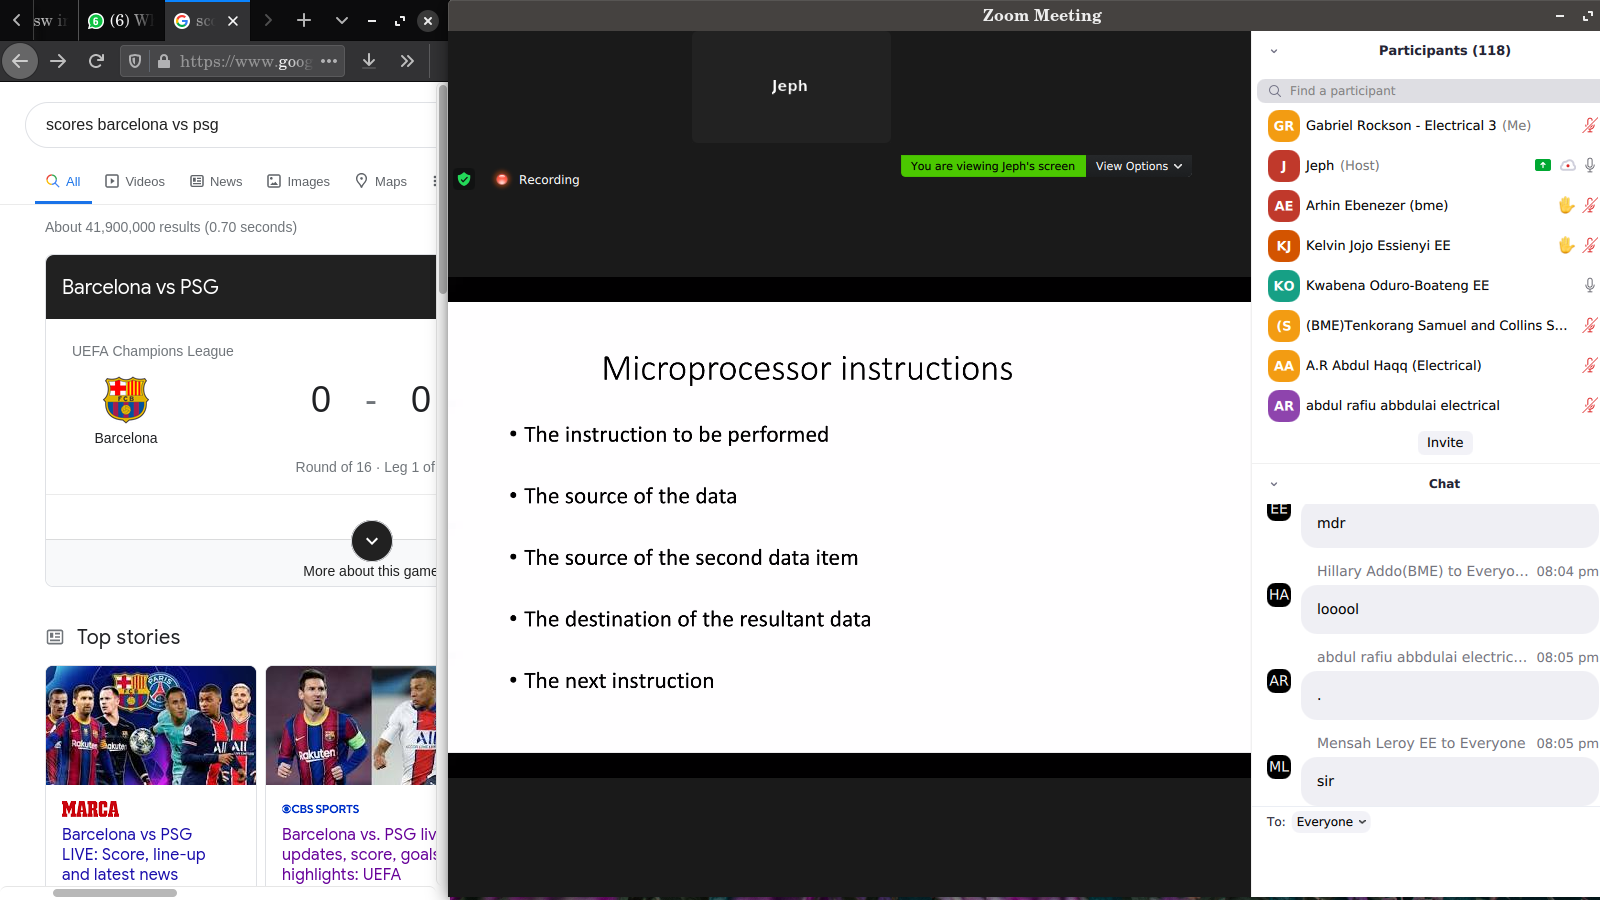 sw i
(6) W
sc
Zoom Meeting
https://www.goog
scores barcelona vs psg
All
Videos
News
Images
Maps
About 41,900,000 results (0.70 seconds)
Barcelona vs PSG
UEFA Champions League
0 - 0
Barcelona
Round of 16 · Leg 1 of
More about this game
Top stories
Rakuten
Rakuten
MARCA
Barcelona vs PSG
LIVE: Score, line-up
and latest news
CBS SPORTS
Barcelona vs. PSG liv
updates, score, goals
highlights: UEFA
Jeph
You are viewing Jeph's screen
View Options
Recording
Microprocessor instructions
• The instruction to be performed
• The source of the data
• The source of the second data item
• The destination of the resultant data
• The next instruction
Participants (118)
Find a participant
GR Gabriel Rockson - Electrical 3 (Me)
J Jeph (Host)
AE Arhin Ebenezer (bme)
KJ Kelvin Jojo Essienyi EE
KO Kwabena Oduro-Boateng EE
(S (BME)Tenkorang Samuel and Collins S...
AA A.R Abdul Haqq (Electrical)
AR abdul rafiu abbdulai electrical
Invite
Chat
EE
mdr
Hillary Addo(BME) to Everyo... 08:04 pm
HA
looool
abdul rafiu abbdulai electric... 08:05 pm
AR
.
Mensah Leroy EE to Everyone 08:05 pm
ML
sir
To: Everyone